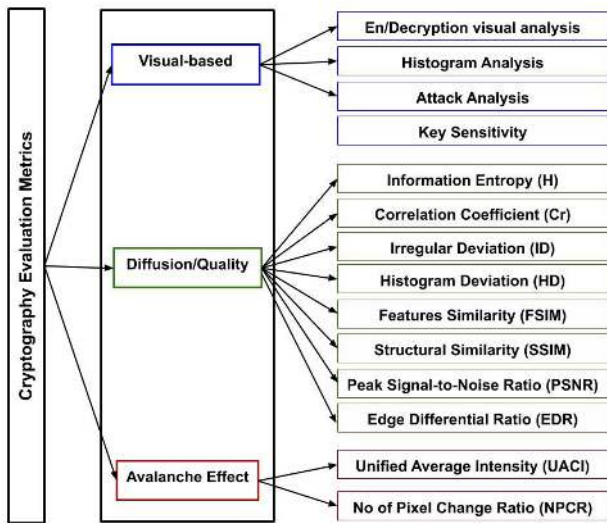 Cryptography Evaluation Metrics
Visual-based
En/Decryption visual analysis
Histogram Analysis
Attack Analysis
Key Sensitivity
Diffusion/Quality
Information Entropy (H)
Correlation Coefficient (Cr)
Irregular Deviation (ID)
Histogram Deviation (HD)
Features Similarity (FSIM)
Structural Similarity (SSIM)
Peak Signal-to-Noise Ratio (PSNR)
Edge Differential Ratio (EDR)
Avalanche Effect
Unified Average Intensity (UACI)
No of Pixel Change Ratio (NPCR)